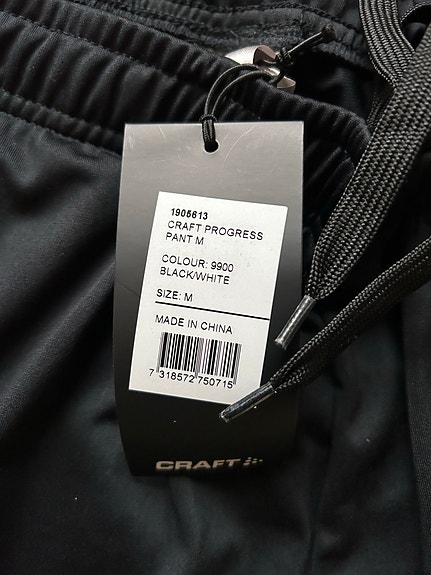 1905613
CRAFT PROGRESS
PANT M
COLOUR: 9900
BLACK/WHITE
SIZE: M
MADE IN CHINA
7 318572 750715
CRAFT